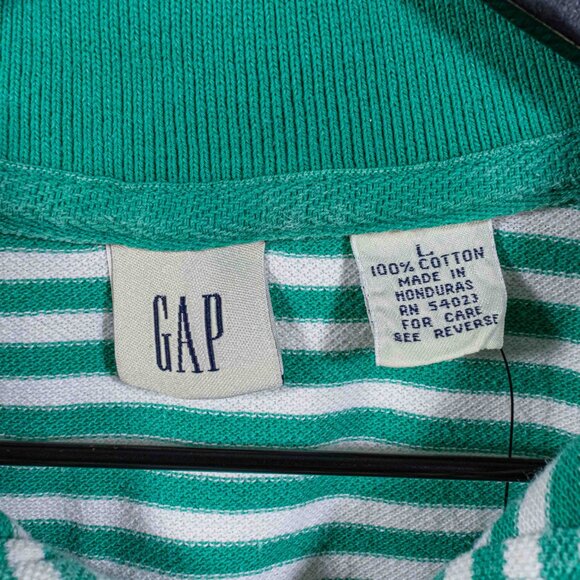 GAP
L.
100% COTTON
MADE IN
HONDURAS
RN 54023
FOR CARE
SEE REVERSE